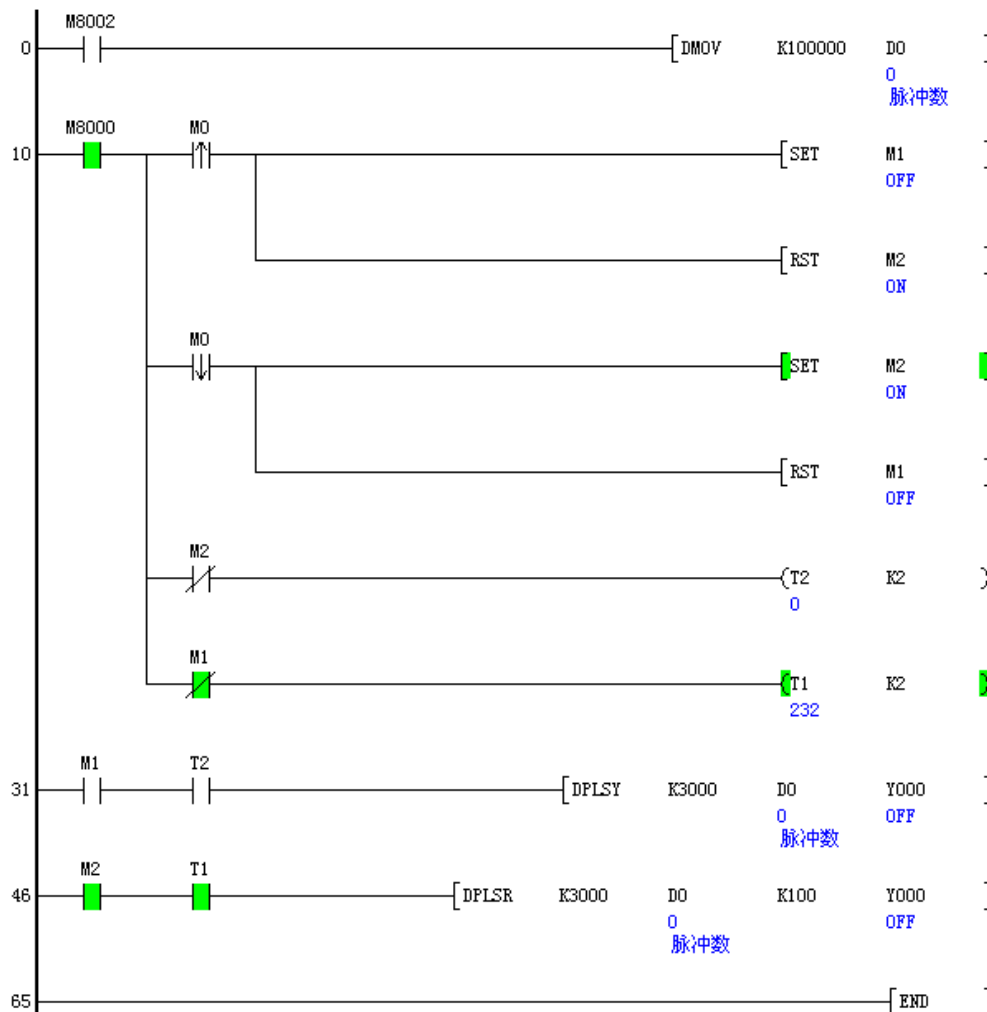 M8002
0 DMOV K100000 D0
0
脉冲数
M8000 M0
10 SET M1
OFF
RST M2
ON
M0
SET M2
ON
RST M1
OFF
M2
T2 K2
0
M1
T1 K2
232
M1 T2
31 DPLSY K3000 D0 Y000
0 OFF
脉冲数
M2 T1
46 DPLSR K3000 D0 K100 Y000
0 OFF
脉冲数
65 END